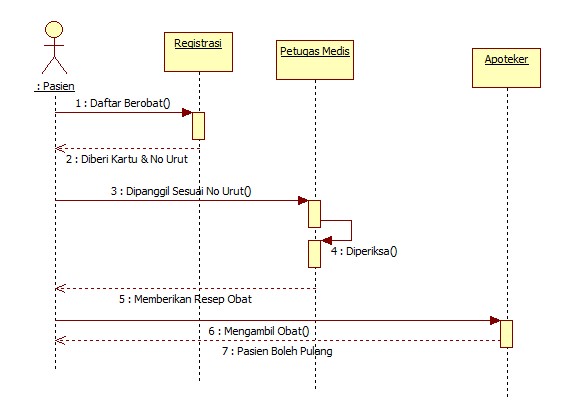 Registrasi
Petugas Medis
Apoteker
: Pasien
1 : Daftar Berobat()
2 : Diberi Kartu & No Urut
3 : Dipanggil Sesuai No Urut()
4 : Diperiksa()
5 : Memberikan Resep Obat
6 : Mengambil Obat()
7 : Pasien Boleh Pulang